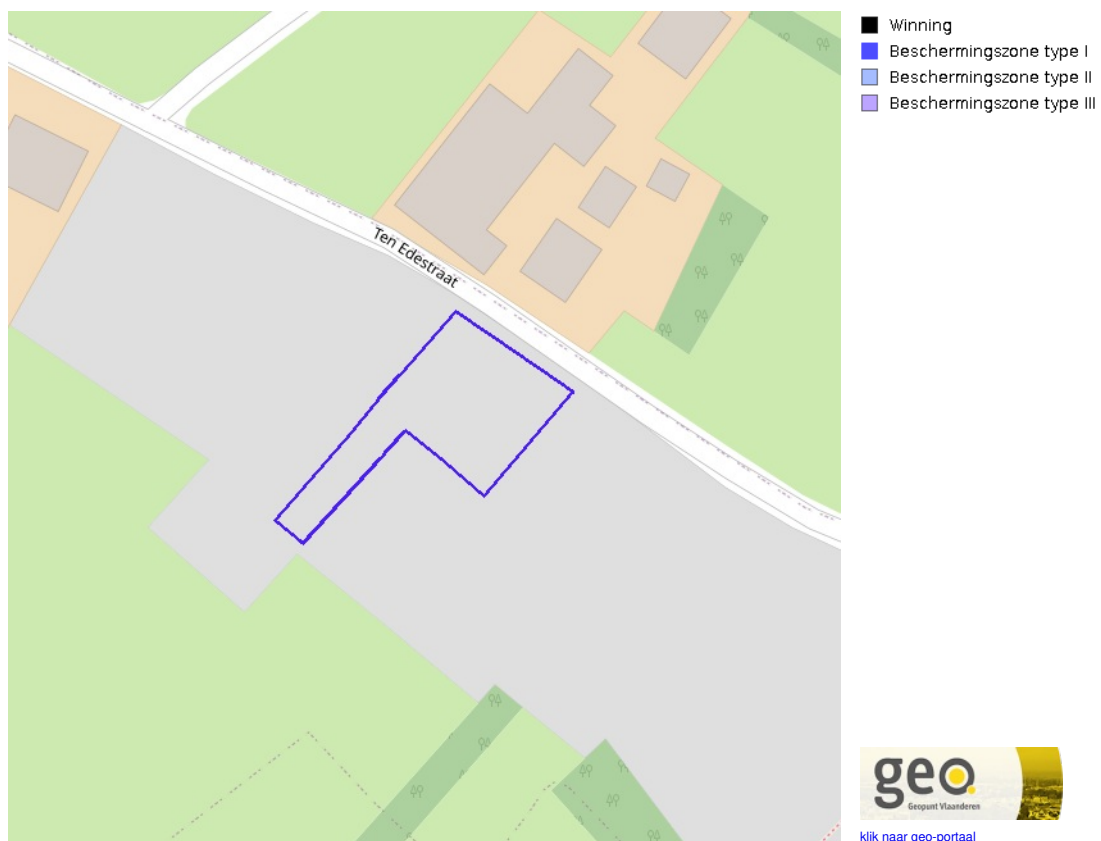 Winning
Beschermingszone type I
Beschermingszone type II
Beschermingszone type III
Ten Edestraat
geo
Geopunt Vlaanderen
klik naar geo-portaal